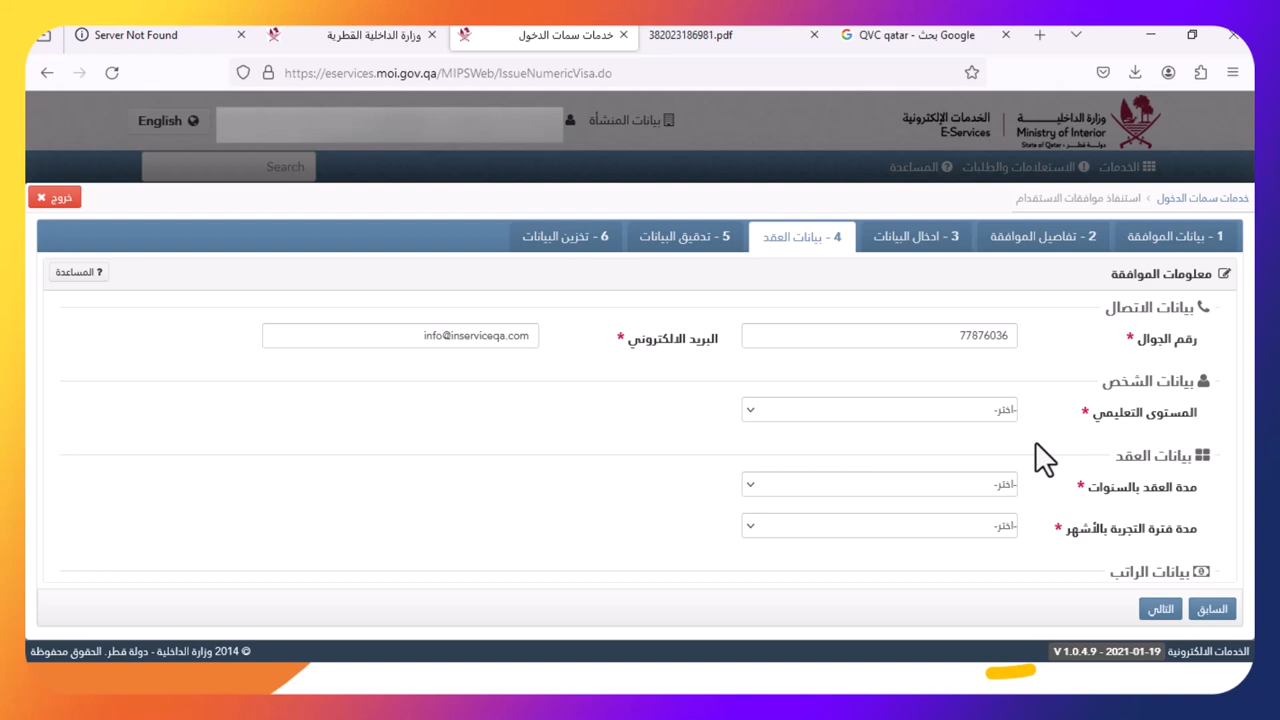 Server Not Found
وزارة الداخلية القطرية
خدمات سمات الدخول
382023186981.pdf
QVC qatar - بحث Google
https://eservices.moi.gov.qa/MIPSWeb/IssueNumericVisa.do
English
بيانات المنشأة
الخدمات الإلكترونية
E-Services
وزارة الداخلية
Ministry of Interior
State of Qatar - دولة قطر
Search
الخدمات
الاستعلامات والطلبات
المساعدة
خروج
خدمات سمات الدخول › استنفاذ موافقات الاستقدام
1 - بيانات الموافقة
2 - تفاصيل الموافقة
3 - ادخال البيانات
4 - بيانات العقد
5 - تدقيق البيانات
6 - تخزين البيانات
معلومات الموافقة
? المساعدة
بيانات الاتصال
رقم الجوال *
77876036
البريد الالكتروني *
info@inserviceqa.com
بيانات الشخص
المستوى التعليمي *
-اختر-
بيانات العقد
مدة العقد بالسنوات *
-اختر-
مدة فترة التجربة بالأشهر *
-اختر-
بيانات الراتب
السابق
التالي
الخدمات الالكترونية V 1.0.4.9 - 2021-01-19
© 2014 وزارة الداخلية - دولة قطر. الحقوق محفوظة